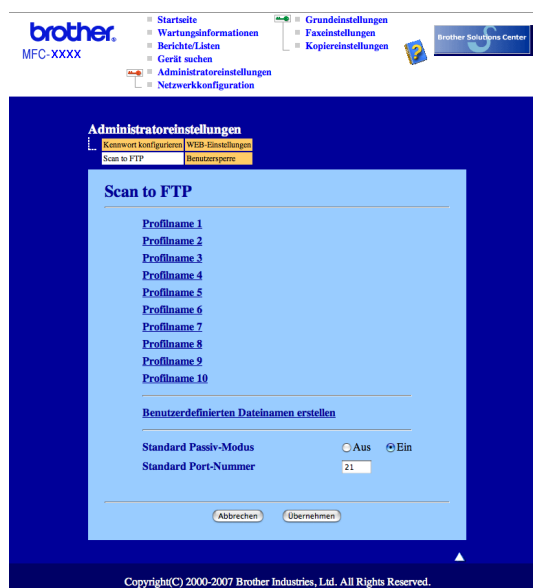 brother®
MFC-XXXX
Startseite
Wartungsinformationen
Berichte/Listen
Gerät suchen
Administratoreinstellungen
Netzwerkkonfiguration
Grundeinstellungen
Faxeinstellungen
Kopiereinstellungen
Brother Solutions Center
Administratoreinstellungen
Kennwort konfigurieren WEB-Einstellungen
Scan to FTP Benutzersperre
Scan to FTP
Profilname 1
Profilname 2
Profilname 3
Profilname 4
Profilname 5
Profilname 6
Profilname 7
Profilname 8
Profilname 9
Profilname 10
Benutzerdefinierten Dateinamen erstellen
Standard Passiv-Modus Aus Ein
Standard Port-Nummer 21
Abbrechen Übernehmen
Copyright(C) 2000-2007 Brother Industries, Ltd. All Rights Reserved.